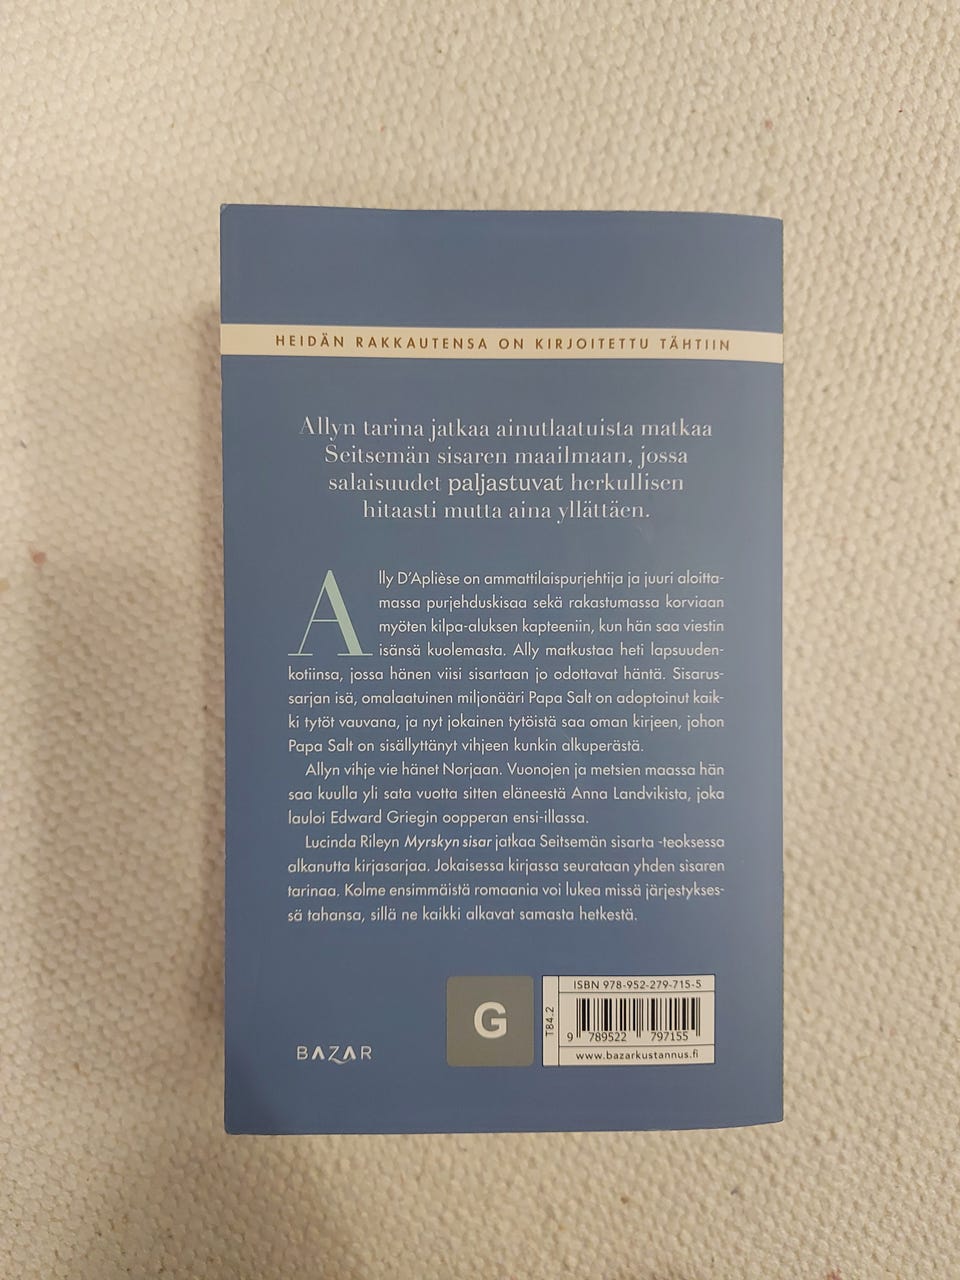 HEIDÄN RAKKAUTENSA ON KIRJOITETTU TÄHTIIN
Allyn tarina jatkaa ainutlaatuista matkaa
Seitsemän sisaren maailmaan, jossa
salaisuudet paljastuvat herkullisen
hitaasti mutta aina yllättäen.
Ally D'Aplièse on ammattilaispurjehtija ja juuri aloitta-
massa purjehduskisaa sekä rakastumassa korviaan
myöten kilpa-aluksen kapteeniin, kun hän saa viestin
isänsä kuolemasta. Ally matkustaa heti lapsuuden-
kotiinsa, jossa hänen viisi sisartaan jo odottavat häntä. Sisarus-
sarjan isä, omalaatuinen miljonääri Papa Salt on adoptoinut kaik-
ki tytöt vauvana, ja nyt jokainen tytöistä saa oman kirjeen, johon
Papa Salt on sisällyttänyt vihjeen kunkin alkuperästä.
Allyn vihje vie hänet Norjaan. Vuonojen ja metsien maassa hän
saa kuulla yli sata vuotta sitten eläneestä Anna Landvikista, joka
lauloi Edward Griegin oopperan ensi-illassa.
Lucinda Rileyn Myrskyn sisar jatkaa Seitsemän sisarta -teoksessa
alkanutta kirjasarjaa. Jokaisessa kirjassa seurataan yhden sisaren
tarinaa. Kolme ensimmäistä romaania voi lukea missä järjestykses-
sä tahansa, sillä ne kaikki alkavat samasta hetkestä.
BAZAR
G
T84.2
ISBN 978-952-279-715-5
9 789522 797155
www.bazarkustannus.fi